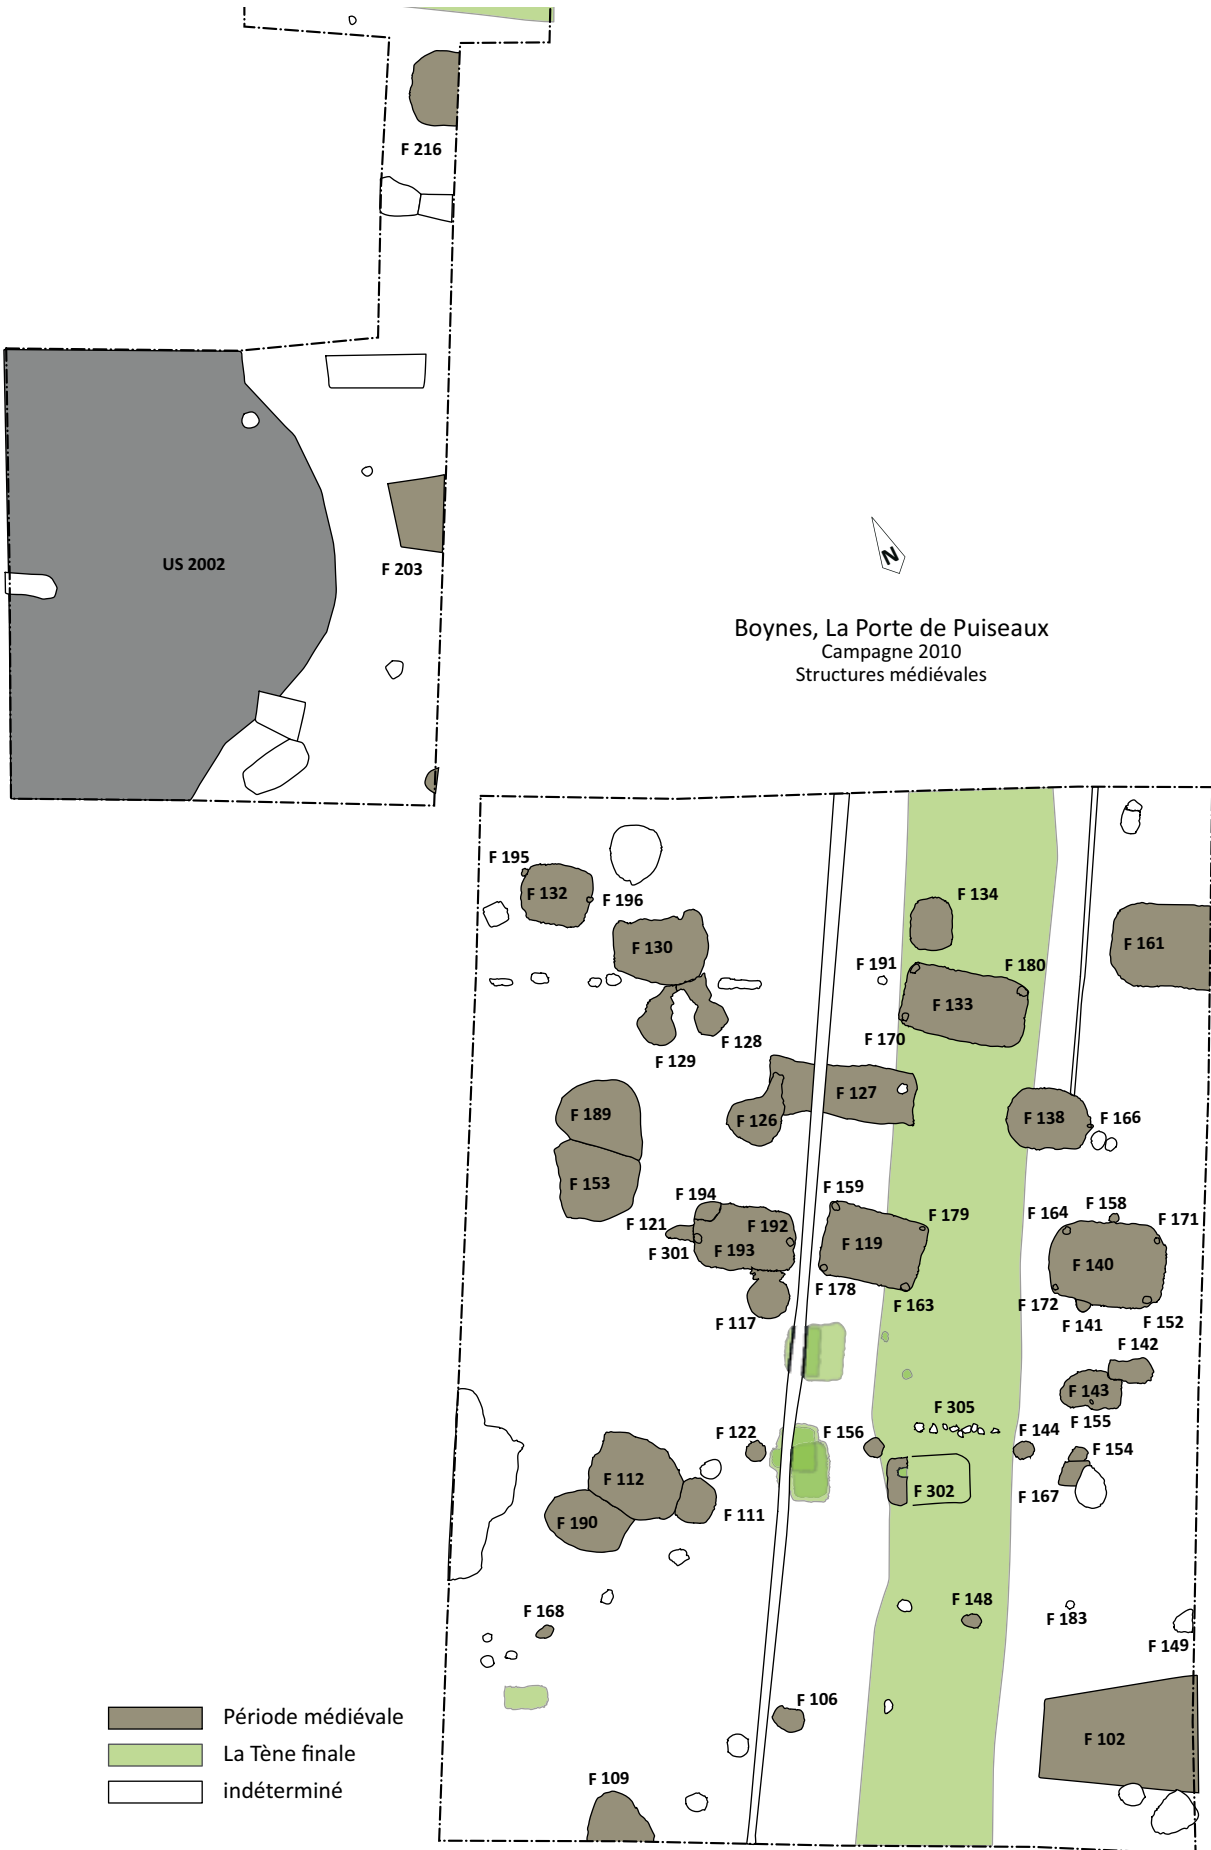 F 216
US 2002
F 203
N
Boynes, La Porte de Puiseaux
Campagne 2010
Structures médiévales
F 195
F 132
F 196
F 134
F 130
F 161
F 191
F 180
F 133
F 170
F 128
F 129
F 127
F 189
F 126
F 138
F 166
F 153
F 194
F 159
F 158
F 121
F 192
F 179
F 164
F 171
F 301
F 193
F 119
F 140
F 178
F 163
F 172
F 117
F 141
F 152
F 142
F 143
F 305
F 155
F 122
F 156
F 144
F 154
F 112
F 302
F 167
F 111
F 190
F 168
F 148
F 183
F 149
F 106
F 102
F 109
Période médiévale
La Tène finale
indéterminé